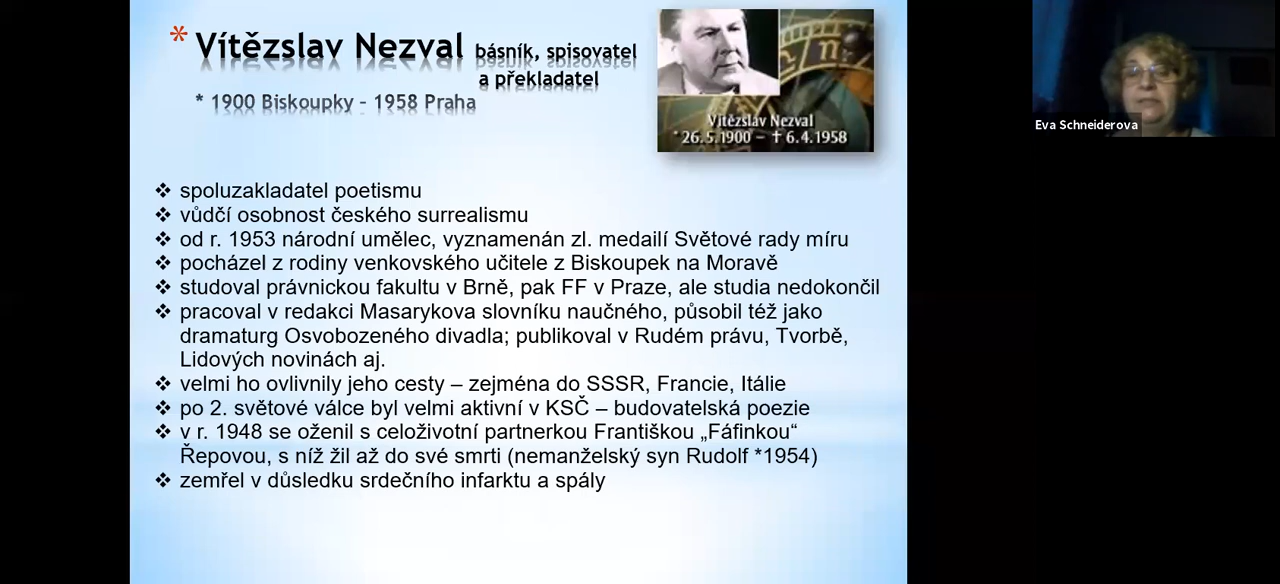 * Vítězslav Nezval básník, spisovatel
a překladatel
* 1900 Biskoupky - 1958 Praha
Vítězslav Nezval
* 26.5.1900 – † 6.4.1958
Eva Schneiderova
❖ spoluzakladatel poetismu
❖ vůdčí osobnost českého surrealismu
❖ od r. 1953 národní umělec, vyznamenán zl. medailí Světové rady míru
❖ pocházel z rodiny venkovského učitele z Biskoupek na Moravě
❖ studoval právnickou fakultu v Brně, pak FF v Praze, ale studia nedokončil
❖ pracoval v redakci Masarykova slovníku naučného, působil též jako
dramaturg Osvobozeného divadla; publikoval v Rudém právu, Tvorbě,
Lidových novinách aj.
❖ velmi ho ovlivnily jeho cesty – zejména do SSSR, Francie, Itálie
❖ po 2. světové válce byl velmi aktivní v KSČ – budovatelská poezie
❖ v r. 1948 se oženil s celoživotní partnerkou Františkou „Fáfinkou“
Řepovou, s níž žil až do své smrti (nemanželský syn Rudolf *1954)
❖ zemřel v důsledku srdečního infarktu a spály